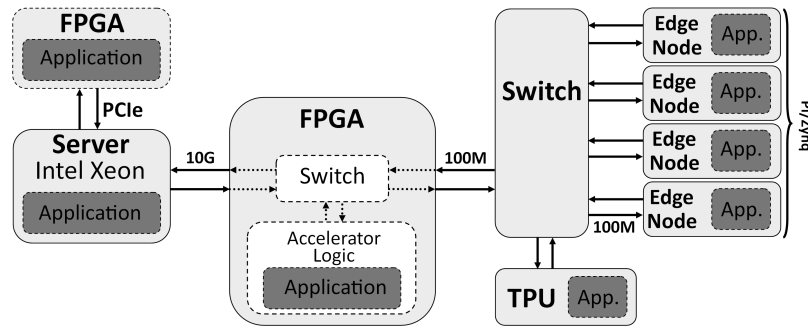 FPGA
Application
PCIe
Server
Intel Xeon
Application
10G
FPGA
Switch
Accelerator
Logic
Application
100M
Switch
Edge
Node
App.
Edge
Node
App.
Edge
Node
App.
Edge
Node
App.
100M
TPU
App.